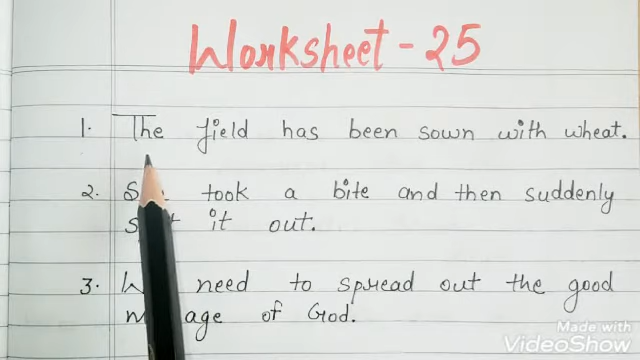 Worksheet - 25
1. The field has been sown with wheat.
2. took a bite and then suddenly
it out.
3. need to spread out the good
of God.
Made with
VideoShow